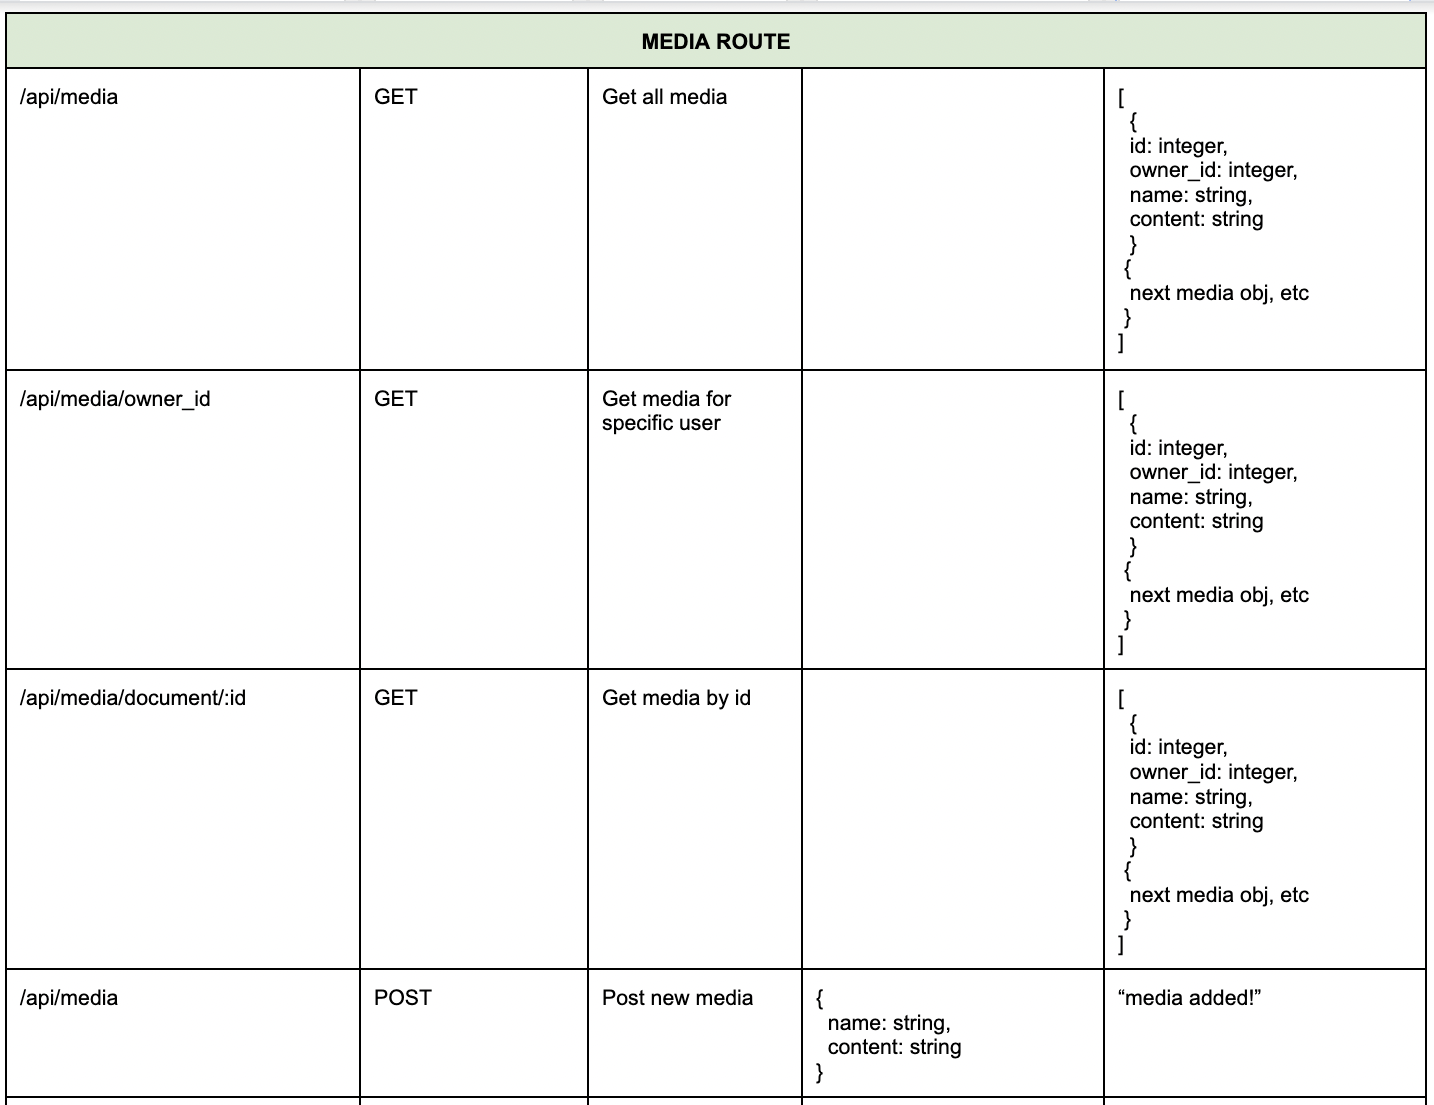 MEDIA ROUTE
/api/media
GET
Get all media
[
{
id: integer,
owner_id: integer,
name: string,
content: string
}
{
next media obj, etc
}
]
/api/media/owner_id
GET
Get media for
specific user
[
{
id: integer,
owner_id: integer,
name: string,
content: string
}
{
next media obj, etc
}
]
/api/media/document/:id
GET
Get media by id
[
{
id: integer,
owner_id: integer,
name: string,
content: string
}
{
next media obj, etc
}
]
/api/media
POST
Post new media
{
name: string,
content: string
}
“media added!”